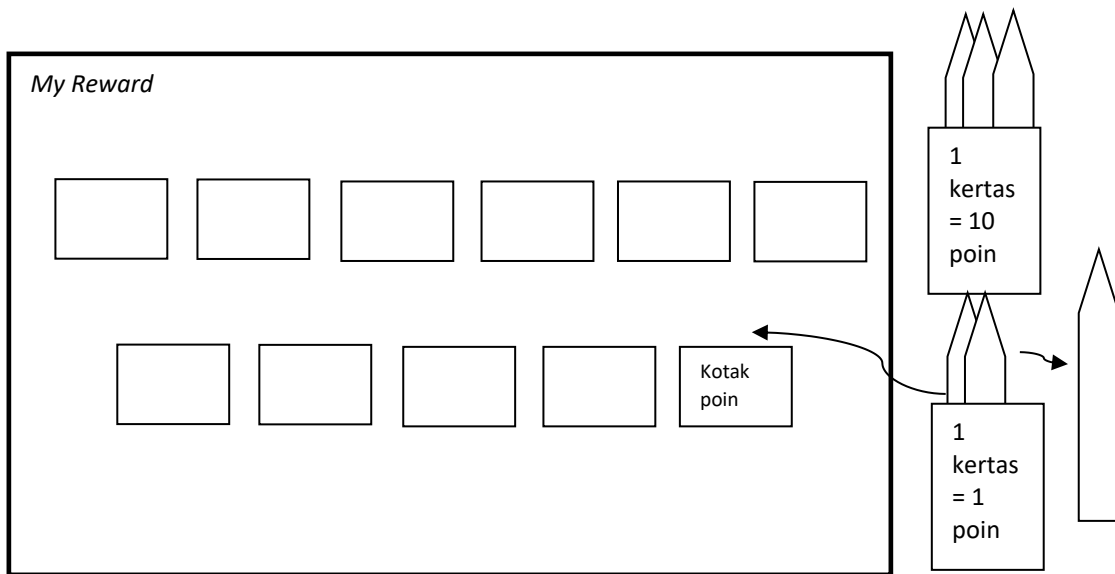 My Reward
1
kertas
= 10
poin
Kotak
poin
1
kertas
= 1
poin